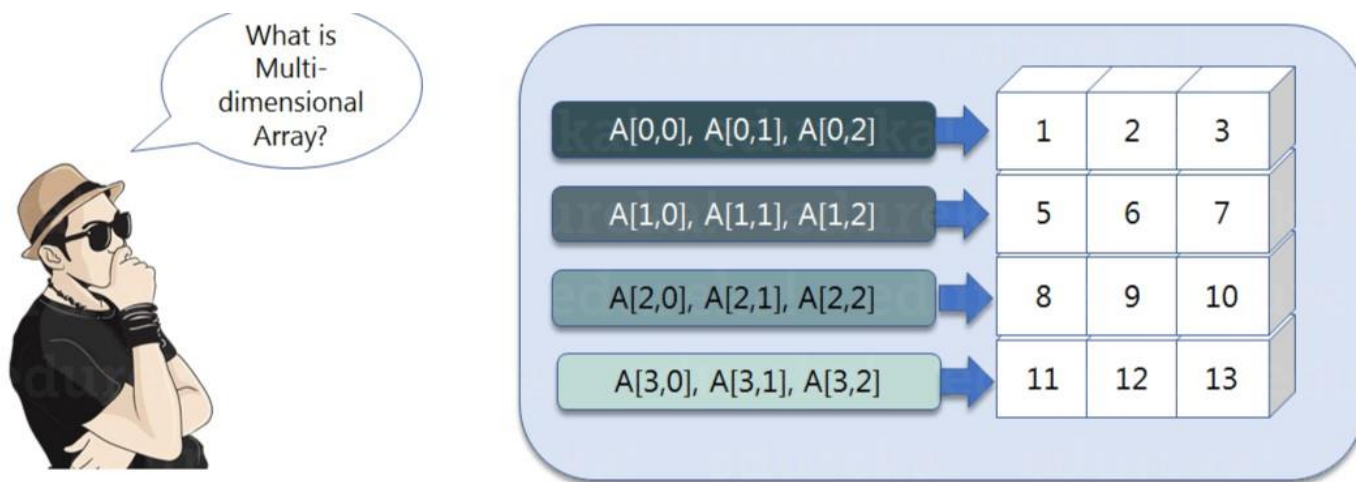 What is
Multi-
dimensional
Array?
A[0,0], A[0,1], A[0,2]
1 2 3
A[1,0], A[1,1], A[1,2]
5 6 7
A[2,0], A[2,1], A[2,2]
8 9 10
A[3,0], A[3,1], A[3,2]
11 12 13